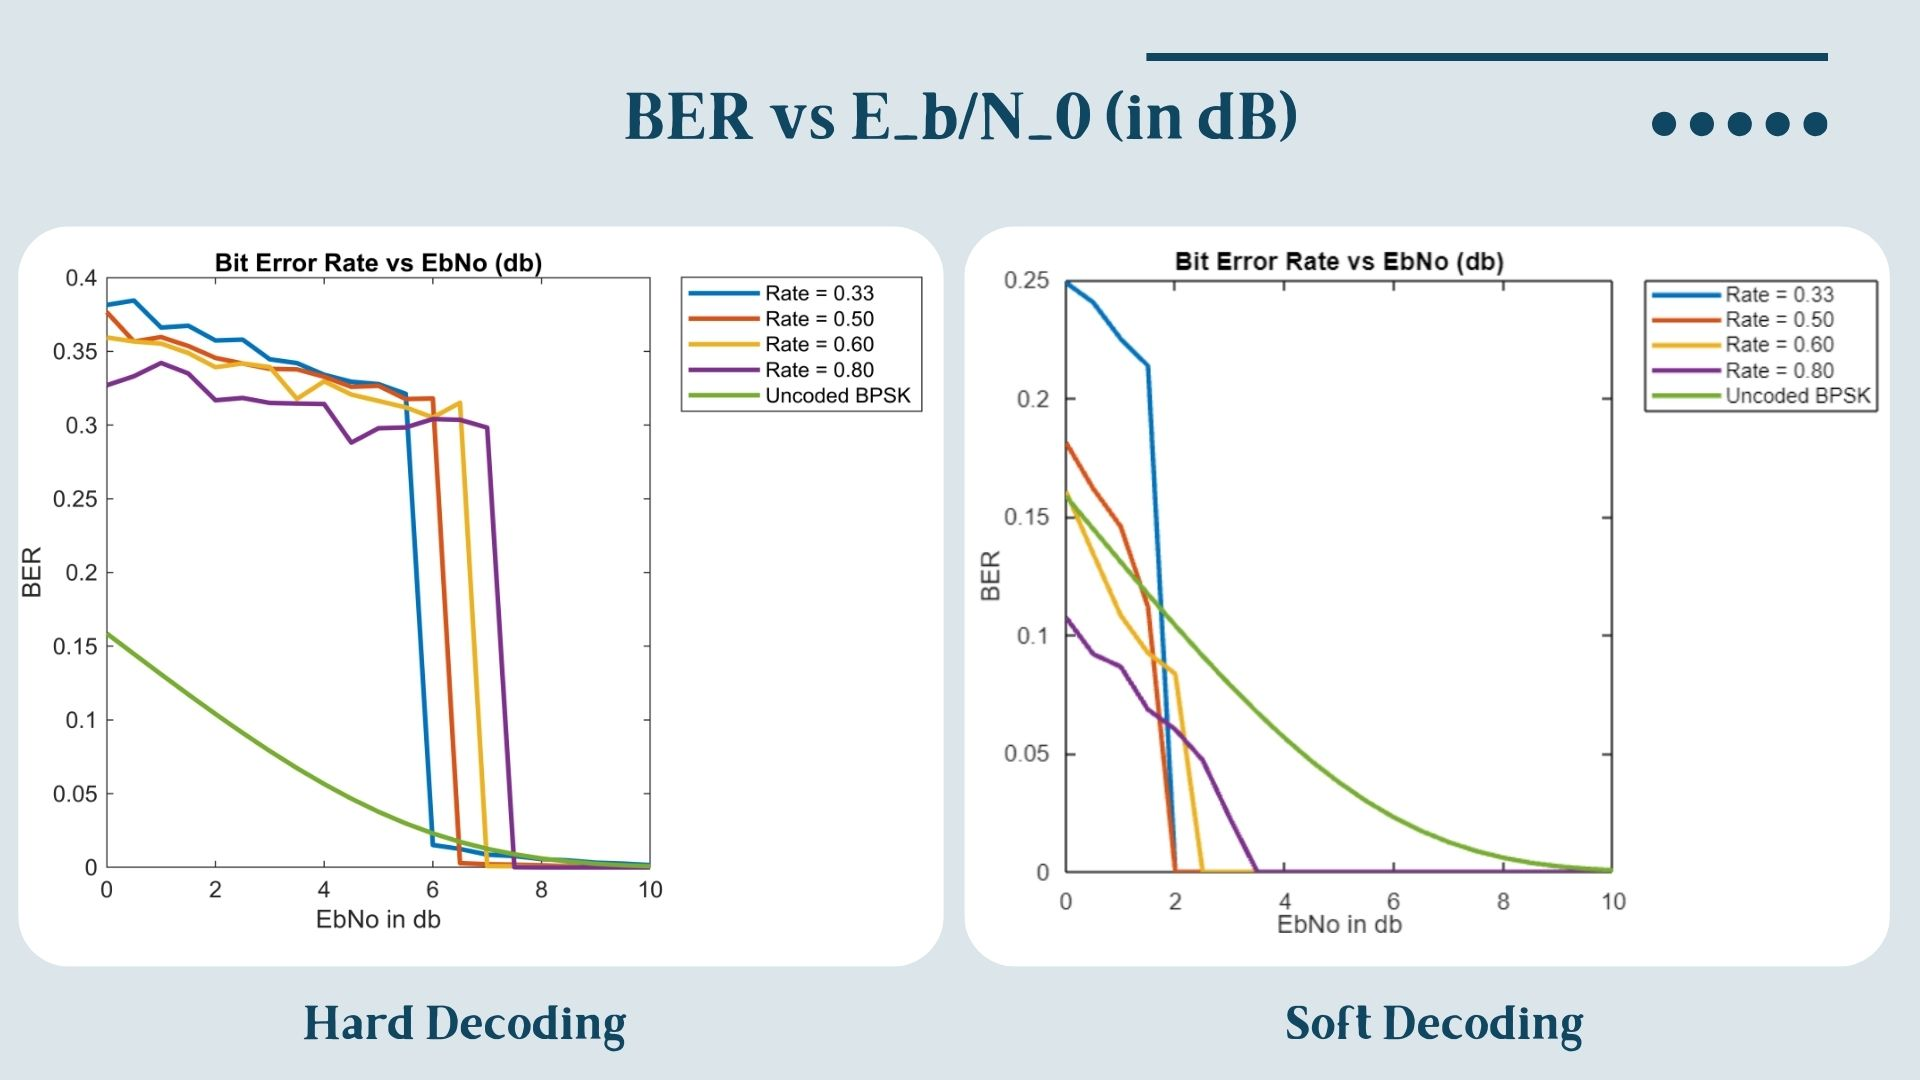 BER vs E_b/N_0 (in dB)
Bit Error Rate vs EbNo (db)
0.4
0.35
0.3
0.25
0.2
0.15
0.1
0.05
0
BER
0 2 4 6 8 10
EbNo in db
Rate = 0.33
Rate = 0.50
Rate = 0.60
Rate = 0.80
Uncoded BPSK
Hard Decoding
Bit Error Rate vs EbNo (db)
0.25
0.2
0.15
0.1
0.05
0
BER
0 2 4 6 8 10
EbNo in db
Rate = 0.33
Rate = 0.50
Rate = 0.60
Rate = 0.80
Uncoded BPSK
Soft Decoding